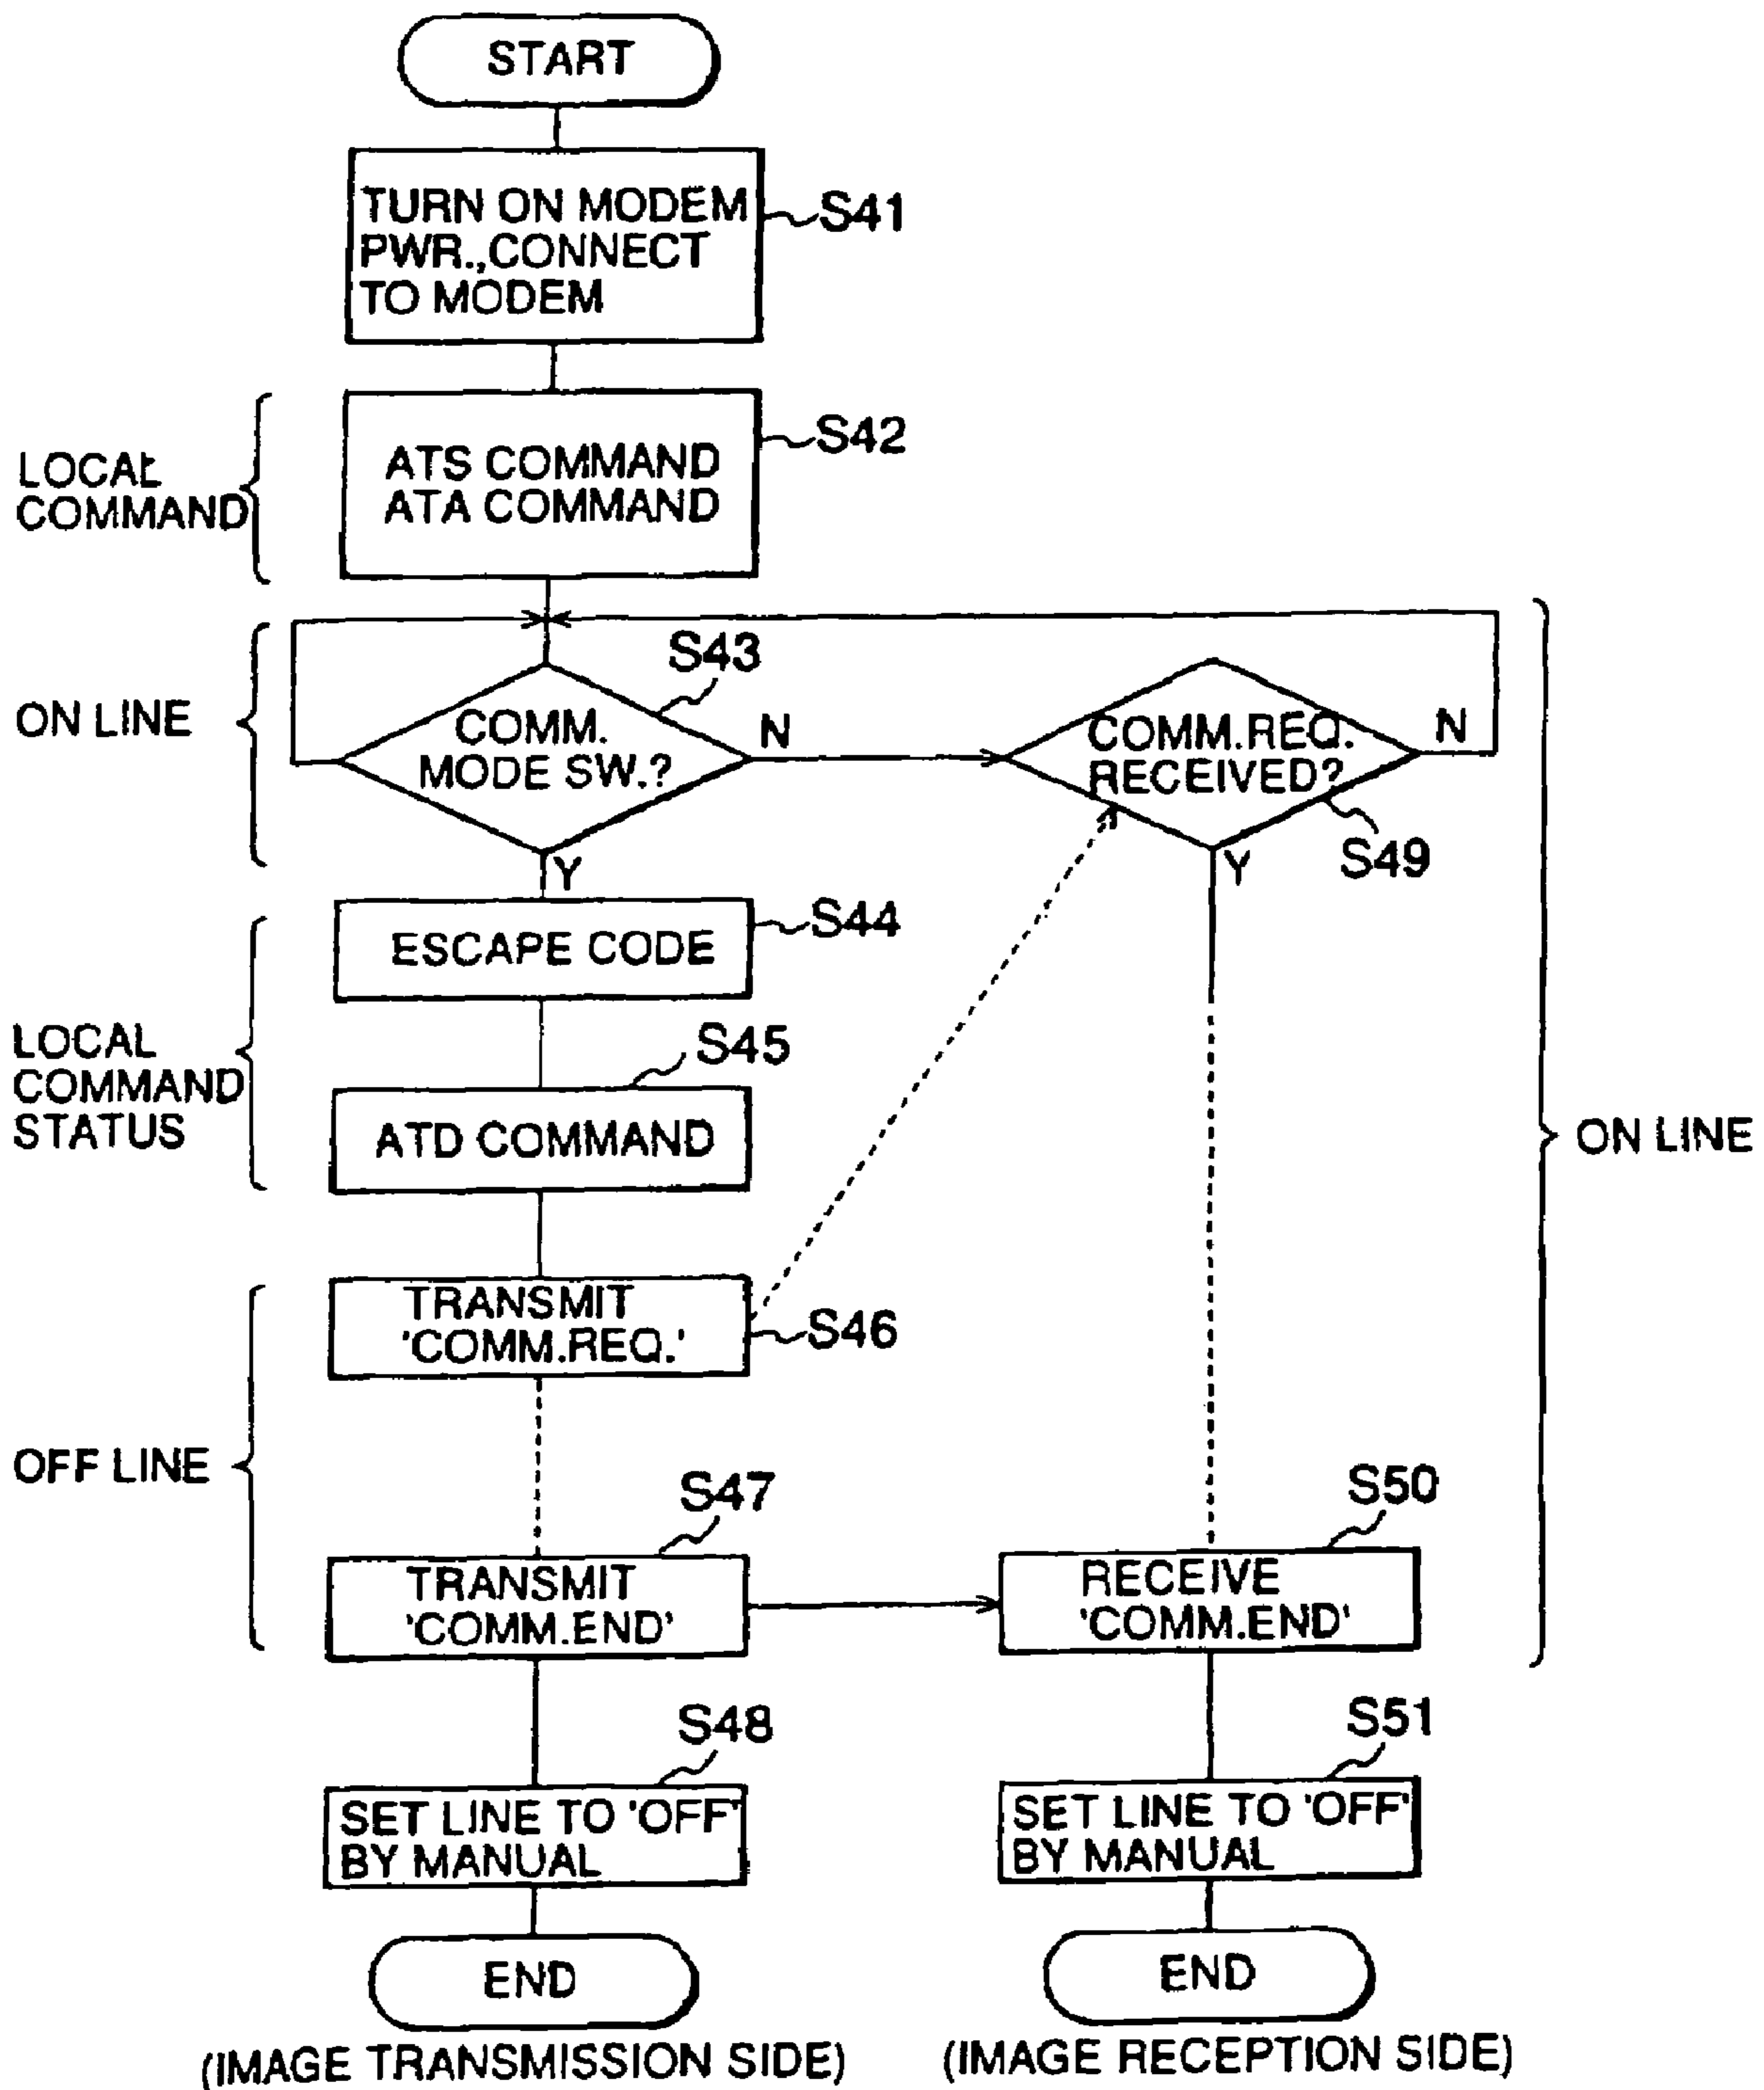 START
TURN ON MODEM
PWR.,CONNECT
TO MODEM
S41
LOCAL
COMMAND
ATS COMMAND
ATA COMMAND
S42
ON LINE
COMM.
MODE SW.?
S43
N
Y
COMM.REQ.
RECEIVED?
N
S49
Y
LOCAL
COMMAND
STATUS
ESCAPE CODE
S44
S45
ATD COMMAND
ON LINE
OFF LINE
TRANSMIT
'COMM.REQ.'
S46
S47
TRANSMIT
'COMM.END'
S50
RECEIVE
'COMM.END'
S48
SET LINE TO 'OFF'
BY MANUAL
S51
SET LINE TO 'OFF'
BY MANUAL
END
END
(IMAGE TRANSMISSION SIDE)
(IMAGE RECEPTION SIDE)